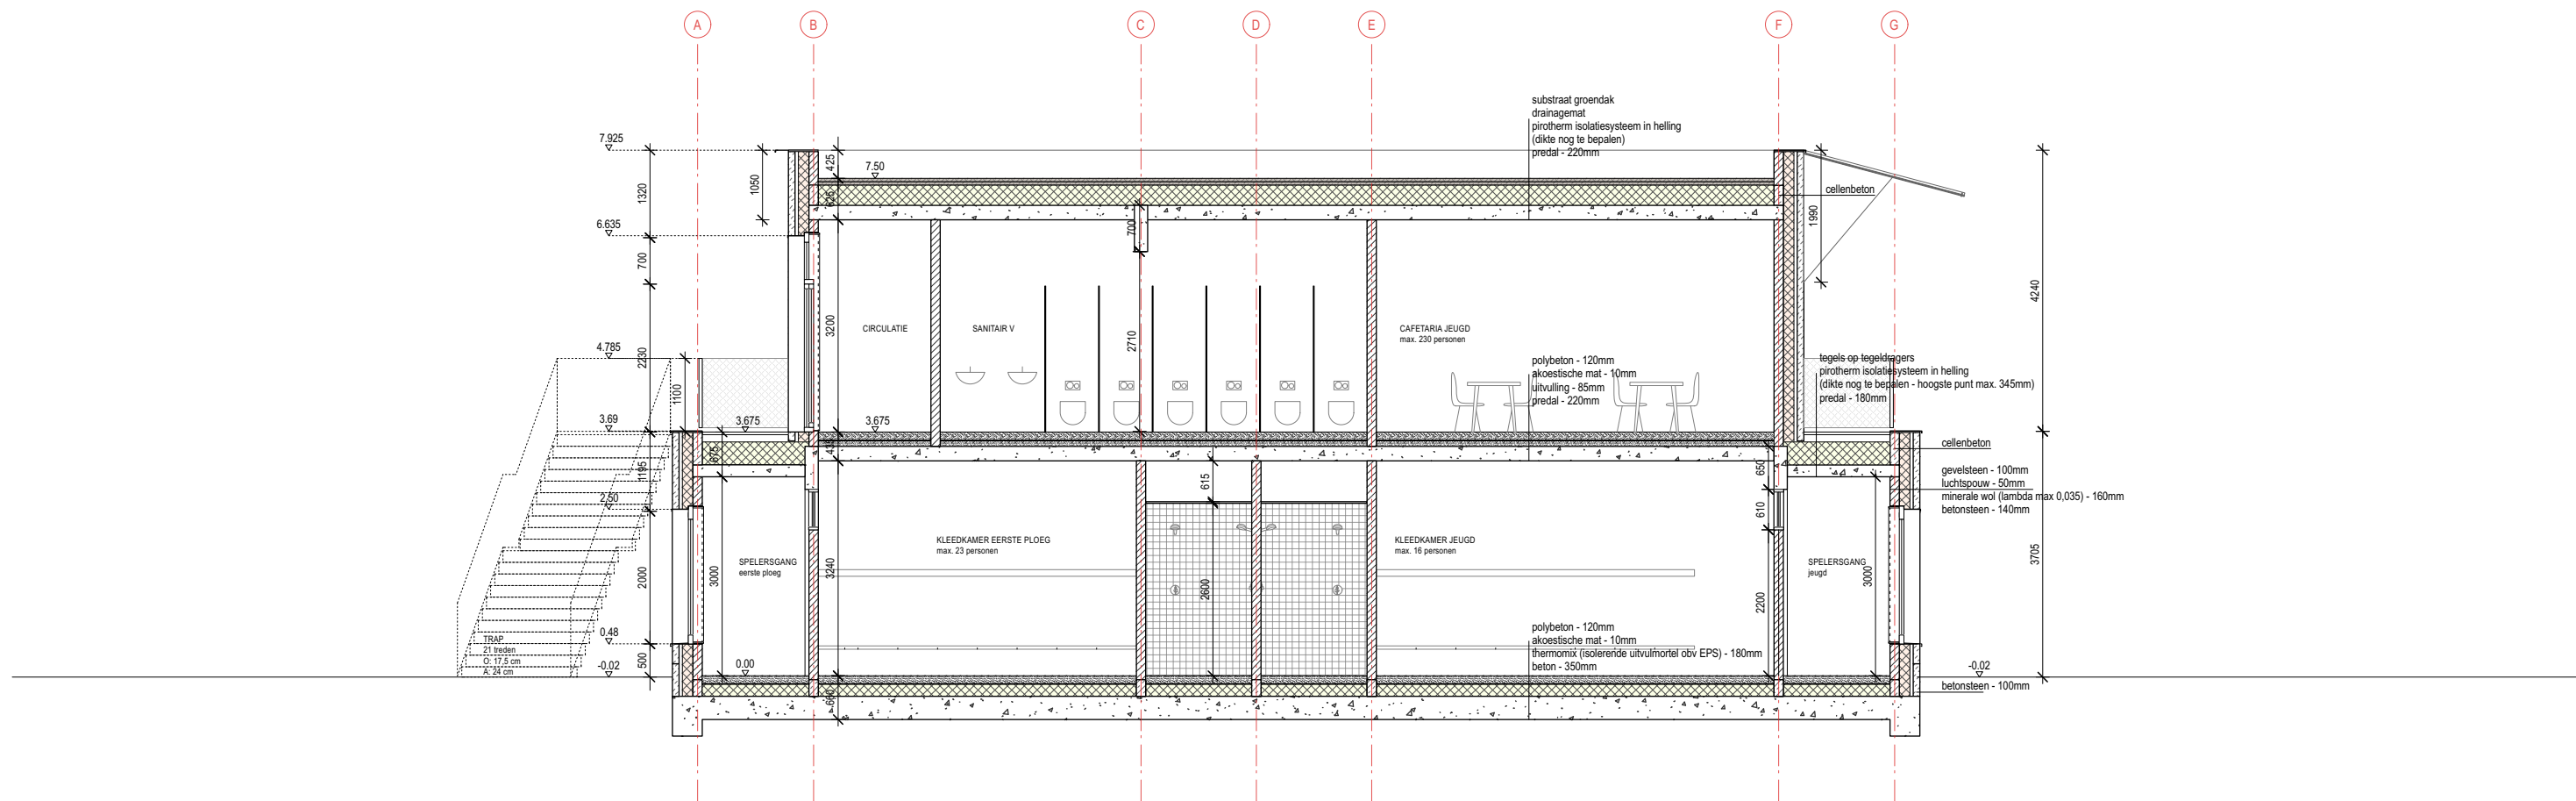 A
B
C
D
E
F
G
substraat groendak
drainagemat
pirotherm isolatiesysteem in helling
(dikte nog te bepalen)
predal - 220mm
7.925
425
7.50
1050
1320
625
cellenbeton
1990
6.635
700
700
4240
3200
2710
2230
CIRCULATIE
SANITAIR V
CAFETARIA JEUGD
max. 230 personen
4.785
1100
polybeton - 120mm
akoestische mat - 10mm
uitvulling - 85mm
predal - 220mm
tegels op tegeldragers
pirotherm isolatiesysteem in helling
(dikte nog te bepalen - hoogste punt max. 345mm)
predal - 180mm
3.69
3.675
3.675
675
435
1195
cellenbeton
650
615
gevelsteen - 100mm
luchtspouw - 50mm
minerale wol (lambda max 0,035) - 160mm
betonsteen - 140mm
2.50
610
KLEEDKAMER EERSTE PLOEG
max. 23 personen
KLEEDKAMER JEUGD
max. 16 personen
SPELERSGANG
eerste ploeg
SPELERSGANG
jeugd
3705
2000
3000
3240
2600
2200
3000
polybeton - 120mm
akoestische mat - 10mm
thermomix (isolerende uitvulmortel obv EPS) - 180mm
beton - 350mm
TRAP
21 treden
O: 17,5 cm
A: 24 cm
0.48
500
-0.02
0.00
660
-0.02
betonsteen - 100mm